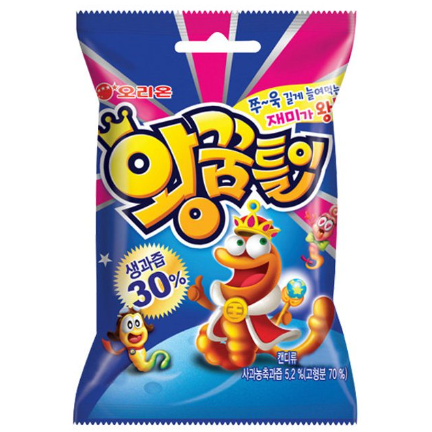 오리온
쭈~욱 길게 늘여먹는
재미가 왕
왕꿈틀이
생과즙
30%
캔디류
사과농축과즙 5.2 %(고형분 70 %)